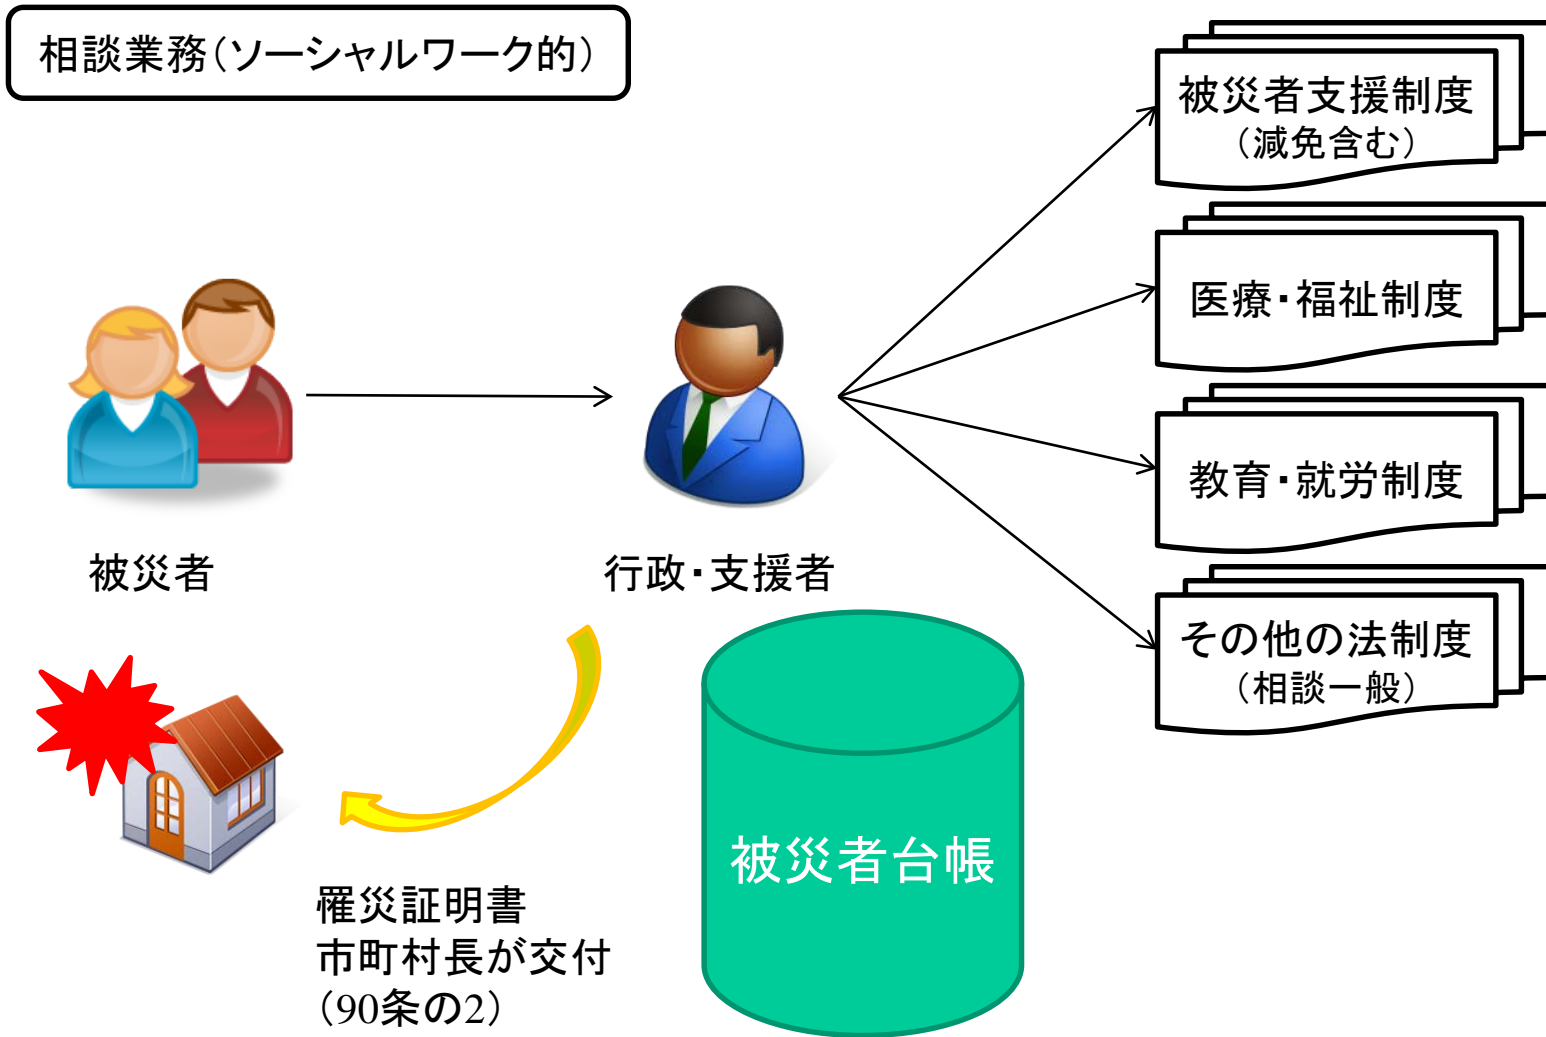 相談業務(ソーシャルワーク的)
被災者支援制度
(減免含む)
医療・福祉制度
教育・就労制度
その他の法制度
(相談一般)
被災者
行政・支援者
被災者台帳
罹災証明書
市町村長が交付
(90条の2)